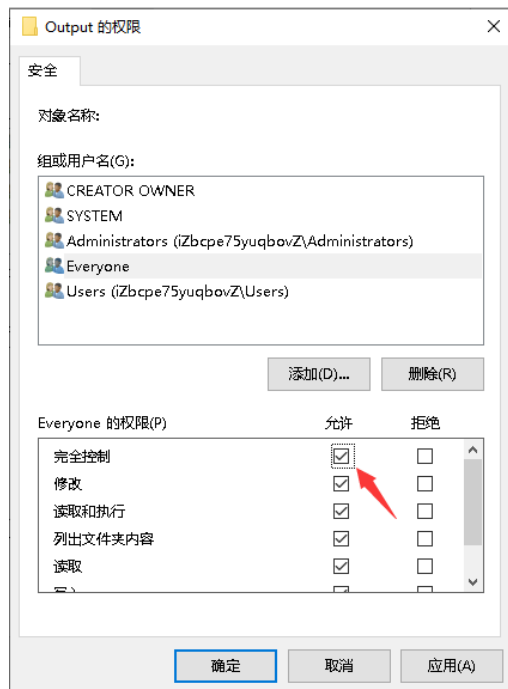 Output 的权限
安全
对象名称:
组或用户名(G):
CREATOR OWNER
SYSTEM
Administrators (iZbcpe75yuqbovZ\Administrators)
Everyone
Users (iZbcpe75yuqbovZ\Users)
添加(D)... 删除(R)
Everyone 的权限(P) 允许 拒绝
完全控制
修改
读取和执行
列出文件夹内容
读取
确定 取消 应用(A)